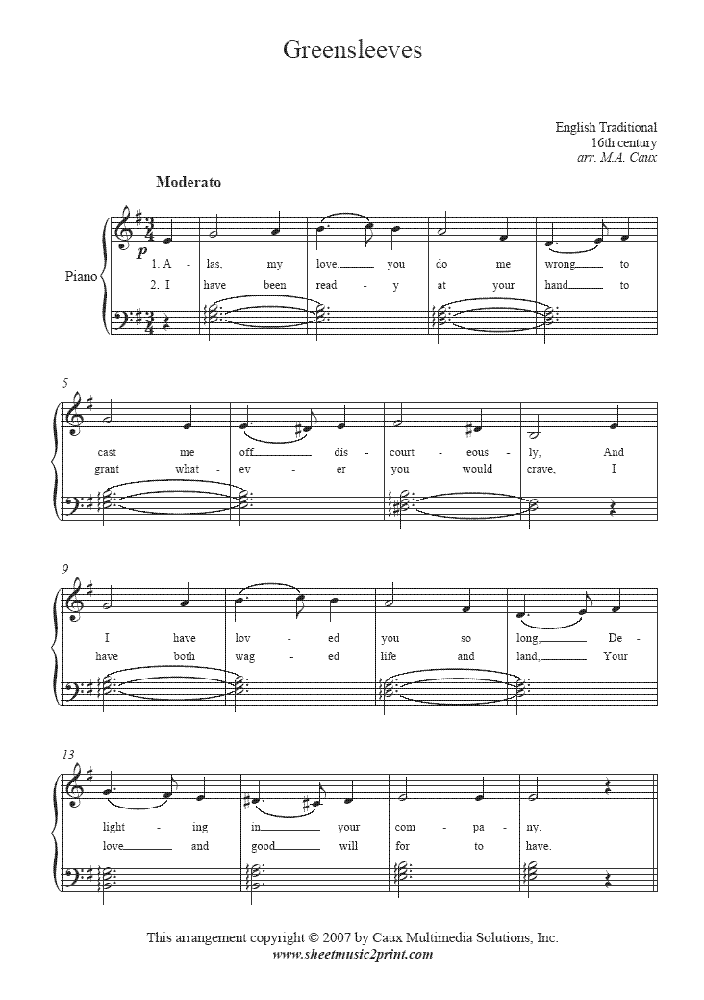 Greensleeves
English Traditional
16th century
arr. M.A. Caux
Moderato
p
Piano
1. A - las, my love, you do me wrong to
2. I have been read - y at your hand to
5
cast me off dis - court - eous - ly, And
grant what - ev - er you would crave, I
9
I have lov - ed you so long, De-
have both wag - ed life and land, Your
13
light - ing in your com - pa - ny.
love and good will for to have.
This arrangement copyright © 2007 by Caux Multimedia Solutions, Inc.
www.sheetmusic2print.com